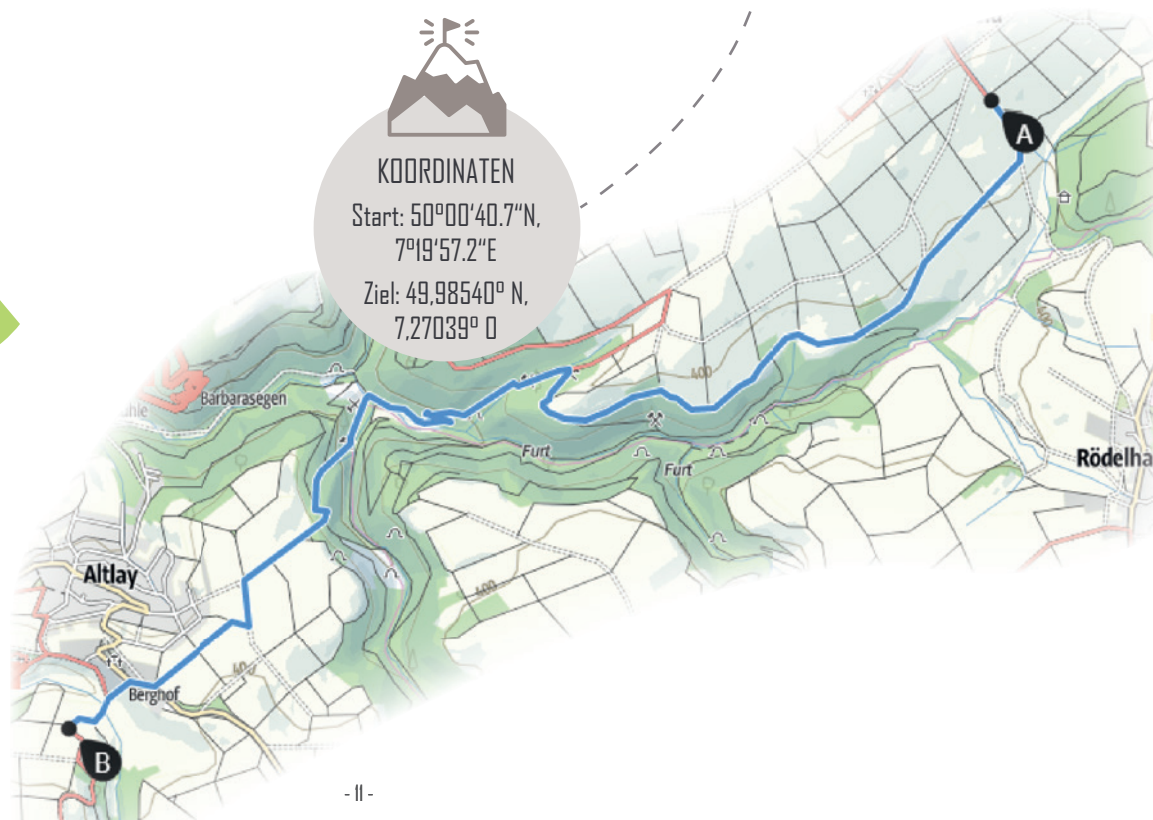 KOORDINATEN
Start: 50°00'40.7"N,
7°19'57.2"E
Ziel: 49,98540° N,
7,27039° O
A
400
400
Barbarasegen
hle
Furt
Furt
Rödelha
Altlay
400
Berghof
B
- 11 -